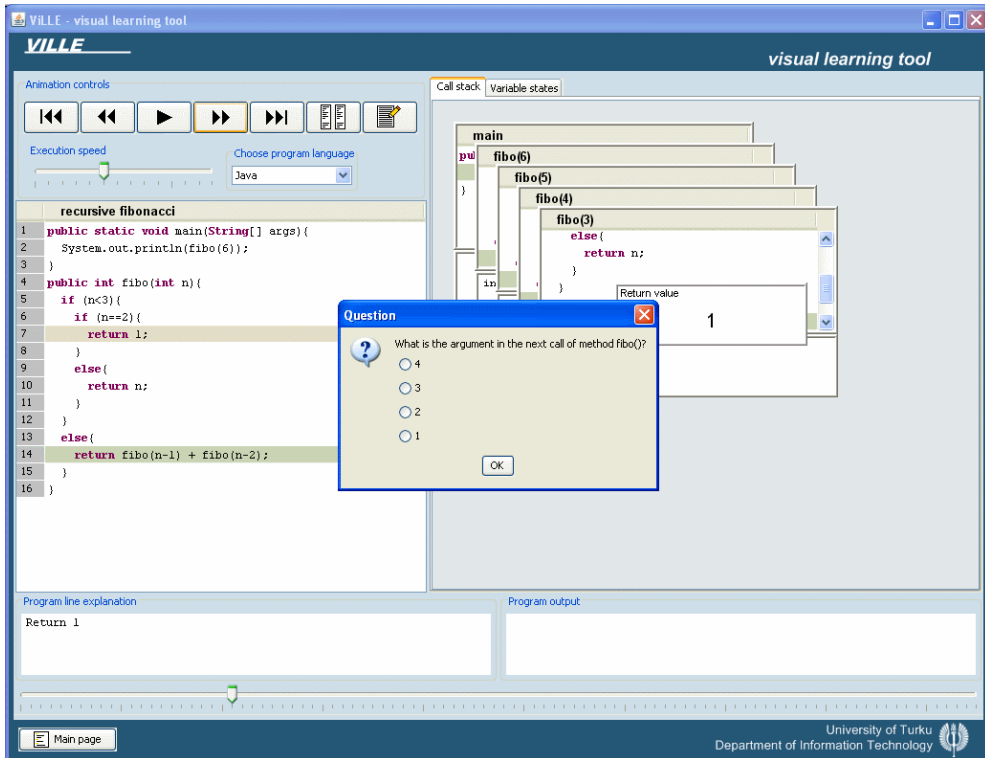 ViLLE - visual learning tool
VILLE
visual learning tool
Animation controls
Execution speed
Choose program language
Java
recursive fibonacci
1 public static void main(String[] args){
2 System.out.println(fibo(6));
3 }
4 public int fibo(int n){
5 if (n<3){
6 if (n==2){
7 return 1;
8 }
9 else{
10 return n;
11 }
12 }
13 else{
14 return fibo(n-1) + fibo(n-2);
15 }
16 }
Call stack Variable states
main
pu
}
fibo(6)
in
fibo(5)
fibo(4)
fibo(3)
else{
return n;
}
}
Return value
1
Question
What is the argument in the next call of method fibo()?
4
3
2
1
OK
Program line explanation
Return 1
Program output
Main page
University of Turku
Department of Information Technology